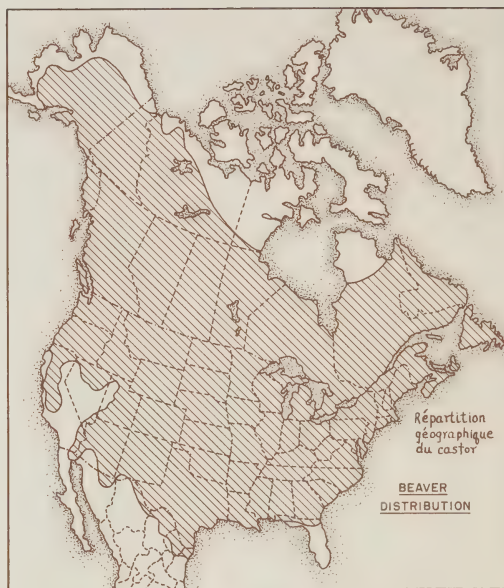 Répartition
géographique
du castor
BEAVER
DISTRIBUTION